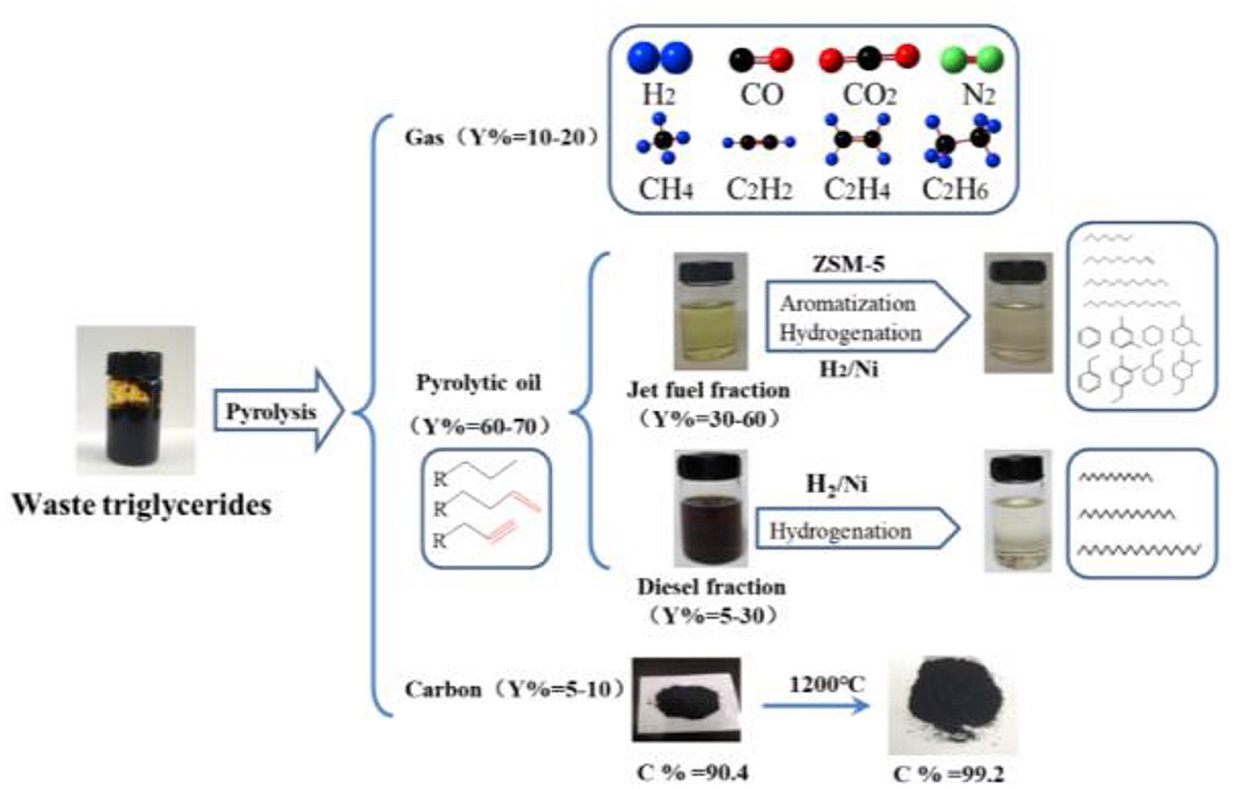 H2 CO CO2 N2
Gas（Y%=10-20）
CH4 C2H2 C2H4 C2H6
ZSM-5
Aromatization
Hydrogenation
H2/Ni
Jet fuel fraction
（Y%=30-60）
Pyrolysis
Pyrolytic oil
（Y%=60-70）
R
R
R
Waste triglycerides
H₂/Ni
Hydrogenation
Diesel fraction
（Y%=5-30）
Carbon（Y%=5-10）
1200℃
C % =90.4
C % =99.2